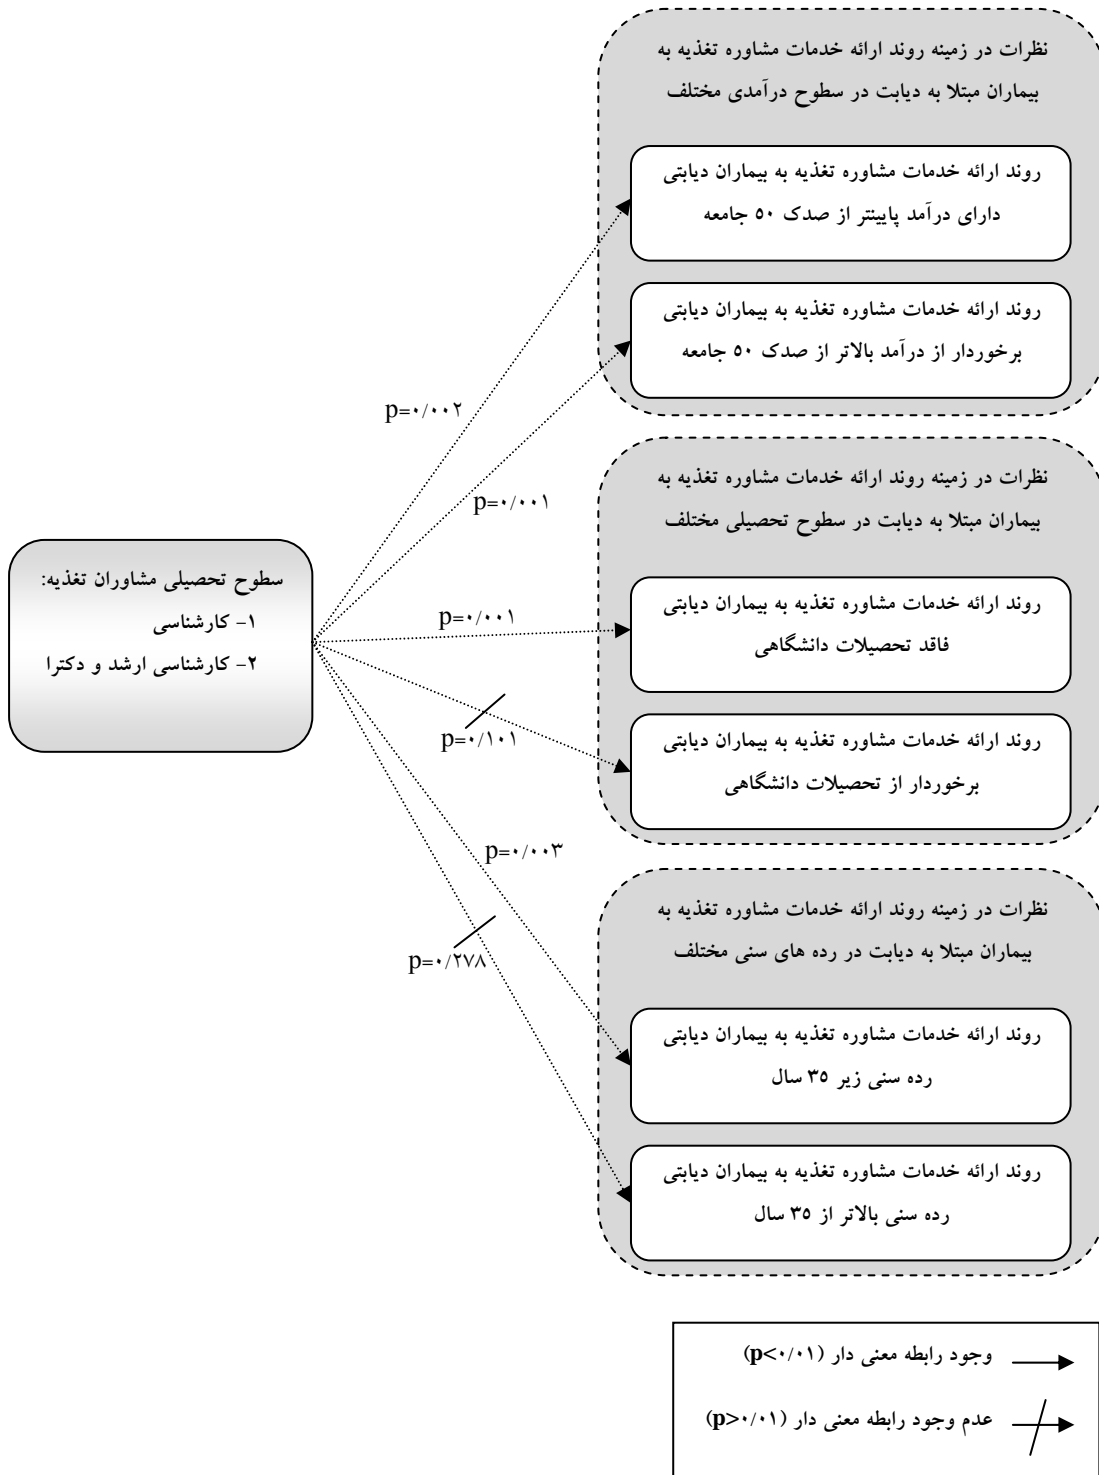 نظرات در زمینه روند ارائه خدمات مشاوره تغذیه به
بیماران مبتلا به دیابت در سطوح درآمدی مختلف
روند ارائه خدمات مشاوره تغذیه به بیماران دیابتی
دارای درآمد پایینتر از صدک ۵۰ جامعه
روند ارائه خدمات مشاوره تغذیه به بیماران دیابتی
برخوردار از درآمد بالاتر از صدک ۵۰ جامعه
p=۰/۰۰۲
p=۰/۰۰۱
نظرات در زمینه روند ارائه خدمات مشاوره تغذیه به
بیماران مبتلا به دیابت در سطوح تحصیلی مختلف
روند ارائه خدمات مشاوره تغذیه به بیماران دیابتی
فاقد تحصیلات دانشگاهی
روند ارائه خدمات مشاوره تغذیه به بیماران دیابتی
برخوردار از تحصیلات دانشگاهی
p=۰/۰۰۱
p=۰/۱۰۱
سطوح تحصیلی مشاوران تغذیه:
۱- کارشناسی
۲- کارشناسی ارشد و دکترا
p=۰/۰۰۳
p=۰/۲۷۸
نظرات در زمینه روند ارائه خدمات مشاوره تغذیه به
بیماران مبتلا به دیابت در رده های سنی مختلف
روند ارائه خدمات مشاوره تغذیه به بیماران دیابتی
رده سنی زیر ۳۵ سال
روند ارائه خدمات مشاوره تغذیه به بیماران دیابتی
رده سنی بالاتر از ۳۵ سال
وجود رابطه معنی دار (p<۰/۰۱)
عدم وجود رابطه معنی دار (p>۰/۰۱)